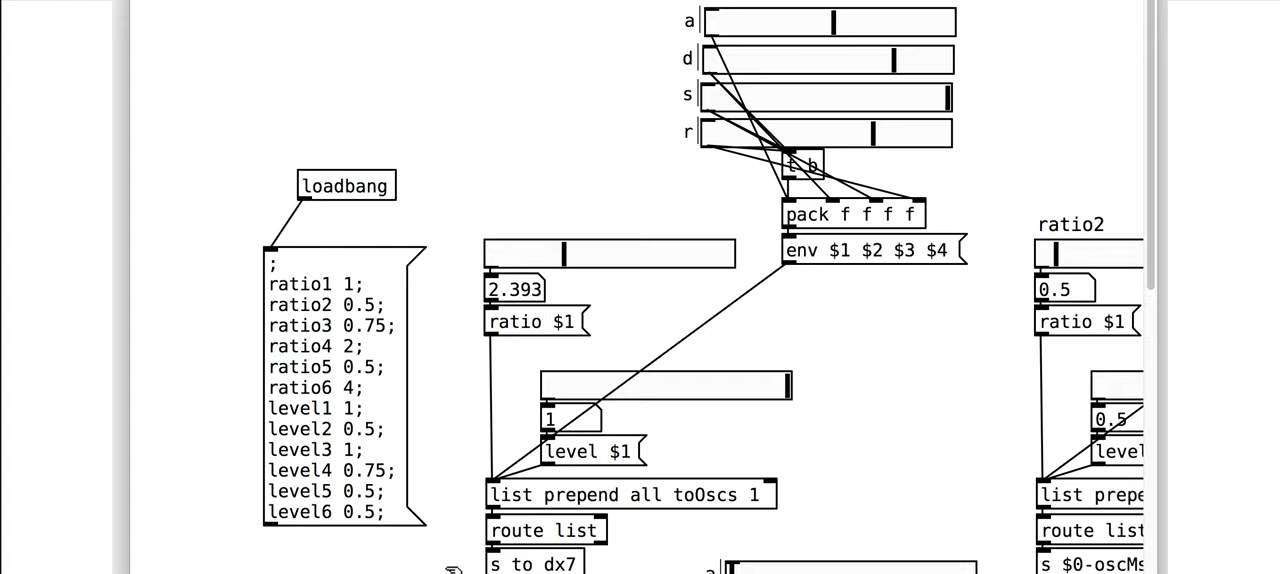 a
d
s
r
t b
loadbang
pack f f f f
ratio2
env $1 $2 $3 $4
;
ratio1 1;
ratio2 0.5;
ratio3 0.75;
ratio4 2;
ratio5 0.5;
ratio6 4;
level1 1;
level2 0.5;
level3 1;
level4 0.75;
level5 0.5;
level6 0.5;
2.393
ratio $1
1
level $1
list prepend all toOscs 1
route list
s to dx7
0.5
ratio $1
0.5
level
list prepe
route list
s $0-oscMs
a